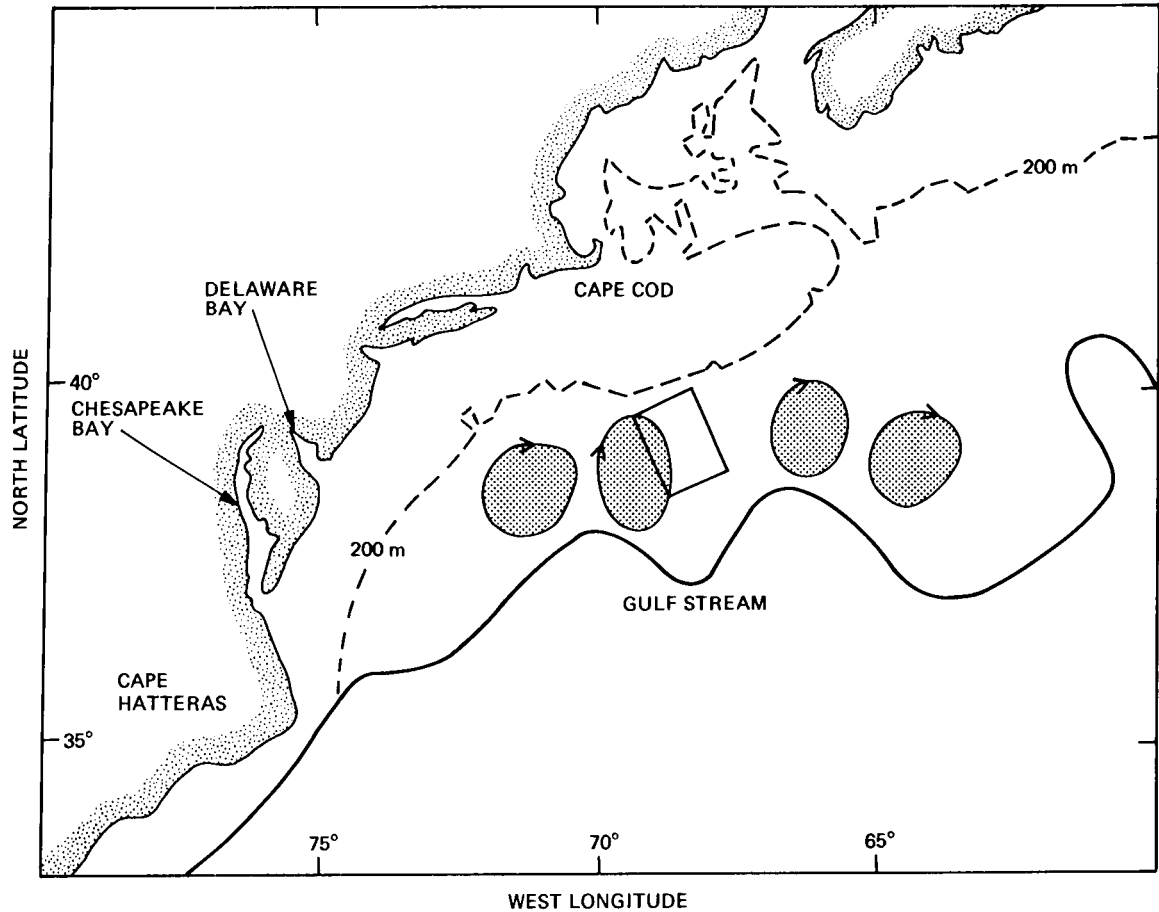 200 m
DELAWARE
BAY
CAPE COD
NORTH LATITUDE
40°
CHESAPEAKE
BAY
200 m
GULF STREAM
CAPE
HATTERAS
35°
75°
70°
65°
WEST LONGITUDE